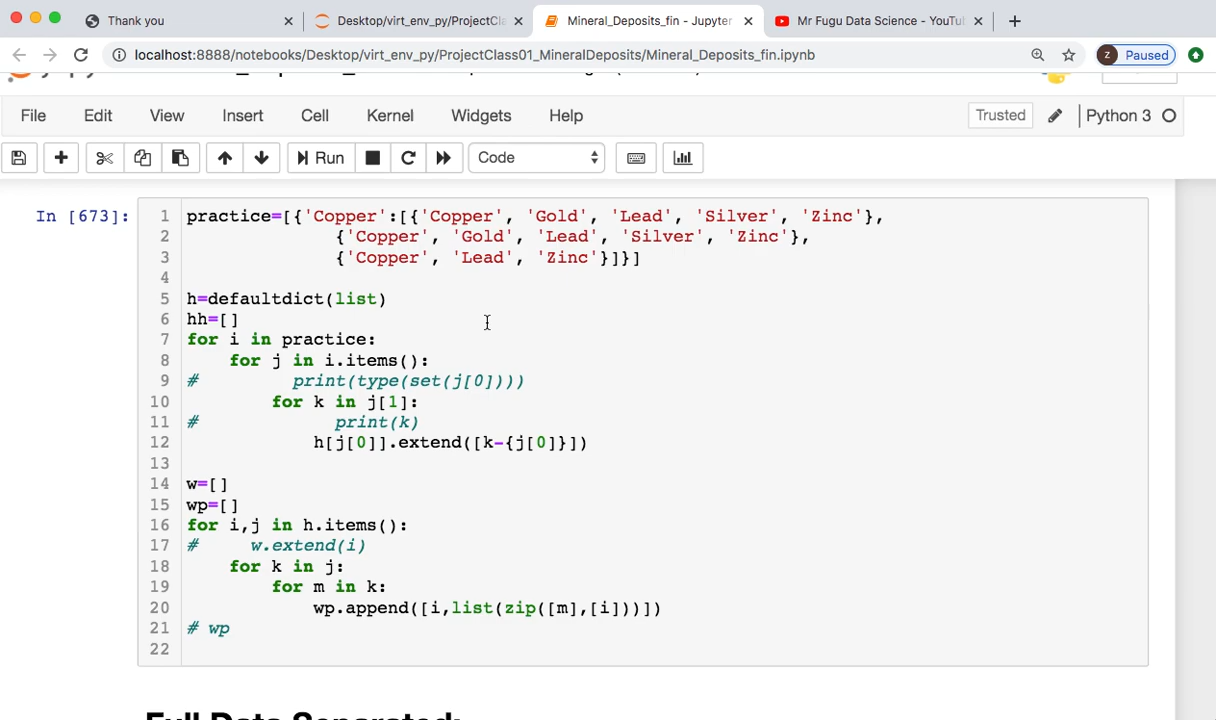 Thank you
Desktop/virt_env_py/ProjectCla
Mineral_Deposits_fin - Jupyter
Mr Fugu Data Science - YouTu
localhost:8888/notebooks/Desktop/virt_env_py/ProjectClass01_MineralDeposits/Mineral_Deposits_fin.ipynb
z Paused
File Edit View Insert Cell Kernel Widgets Help Trusted Python 3
Run Code
In [673]:
1 practice=[{'Copper':[{'Copper', 'Gold', 'Lead', 'Silver', 'Zinc'},
2 {'Copper', 'Gold', 'Lead', 'Silver', 'Zinc'},
3 {'Copper', 'Lead', 'Zinc'}]}]
4
5 h=defaultdict(list)
6 hh=[]
7 for i in practice:
8 for j in i.items():
9 # print(type(set(j[0])))
10 for k in j[1]:
11 # print(k)
12 h[j[0]].extend([k-{j[0]}])
13
14 w=[]
15 wp=[]
16 for i,j in h.items():
17 # w.extend(i)
18 for k in j:
19 for m in k:
20 wp.append([i,list(zip([m],[i]))])
21 # wp
22
Full Data Separated: